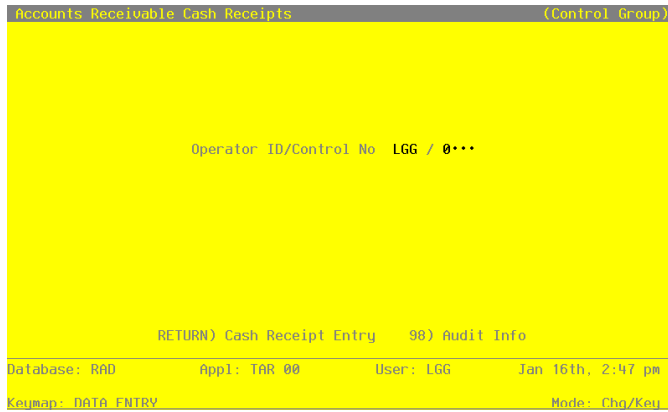 Accounts Receivable Cash Receipts (Control Group)
Operator ID/Control No LGG / 0···
RETURN) Cash Receipt Entry 98) Audit Info
Database: RAD Appl: TAR 00 User: LGG Jan 16th, 2:47 pm
Keymap: DATA ENTRY Mode: Chg/Key